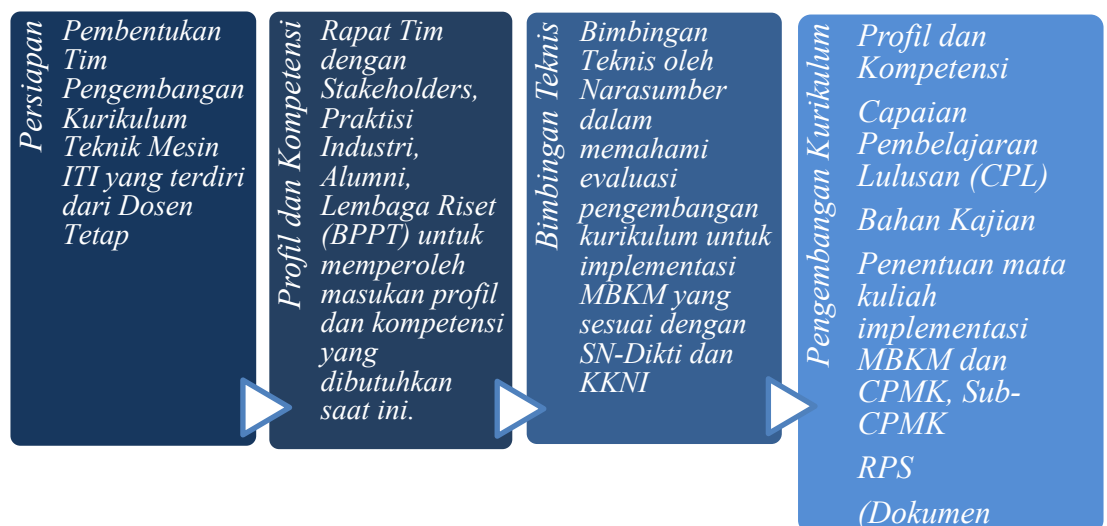 Persiapan
Pembentukan
Tim
Pengembangan
Kurikulum
Teknik Mesin
ITI yang terdiri
dari Dosen
Tetap
Profil dan Kompetensi
Rapat Tim
dengan
Stakeholders,
Praktisi
Industri,
Alumni,
Lembaga Riset
(BPPT) untuk
memperoleh
masukan profil
dan kompetensi
yang
dibutuhkan
saat ini.
Bimbingan Teknis
Bimbingan
Teknis oleh
Narasumber
dalam
memahami
evaluasi
pengembangan
kurikulum untuk
implementasi
MBKM yang
sesuai dengan
SN-Dikti dan
KKNI
Pengembangan Kurikulum
Profil dan
Kompetensi
Capaian
Pembelajaran
Lulusan (CPL)
Bahan Kajian
Penentuan mata
kuliah
implementasi
MBKM dan
CPMK, Sub-
CPMK
RPS
(Dokumen